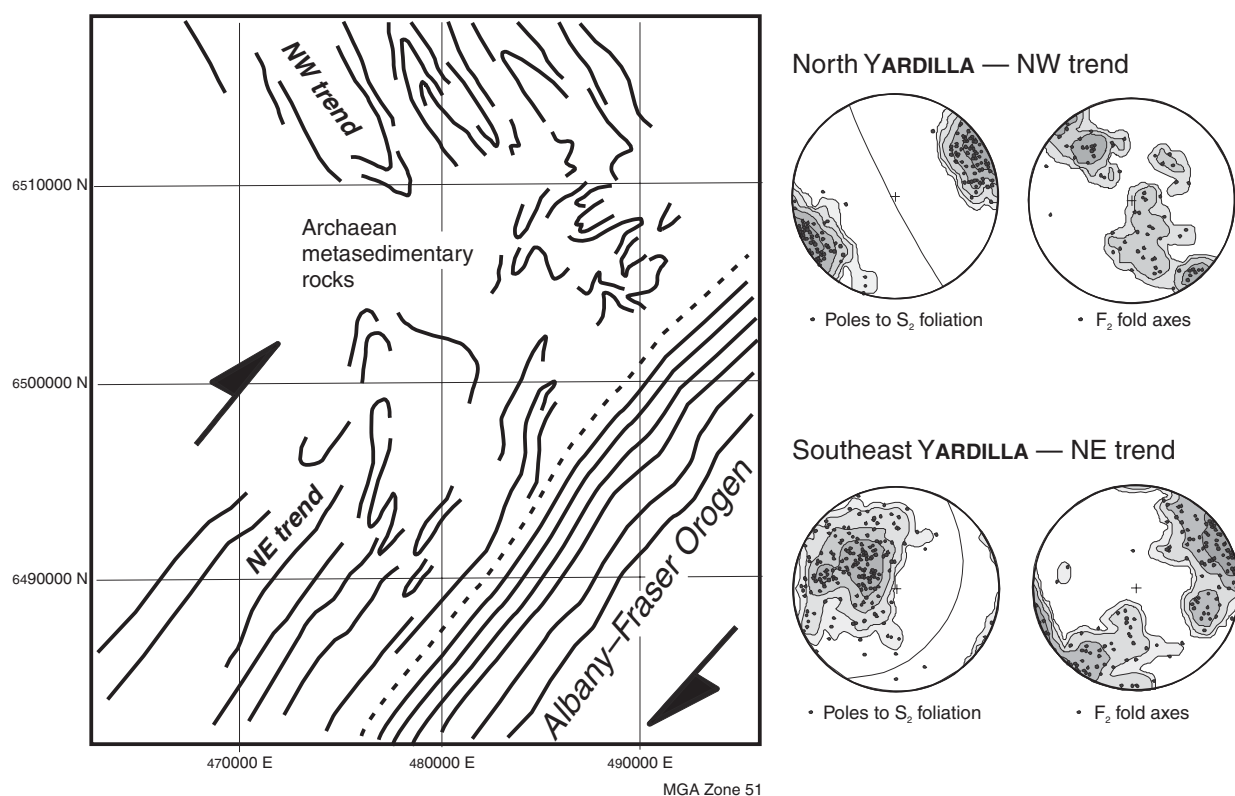 NW trend
6510000 N
Archaean
metasedimentary
rocks
6500000 N
NE trend
6490000 N
Albany–Fraser Orogen
470000 E
480000 E
490000 E
MGA Zone 51
North YARDILLA — NW trend
Poles to S₂ foliation
F₂ fold axes
Southeast YARDILLA — NE trend
Poles to S₂ foliation
F₂ fold axes